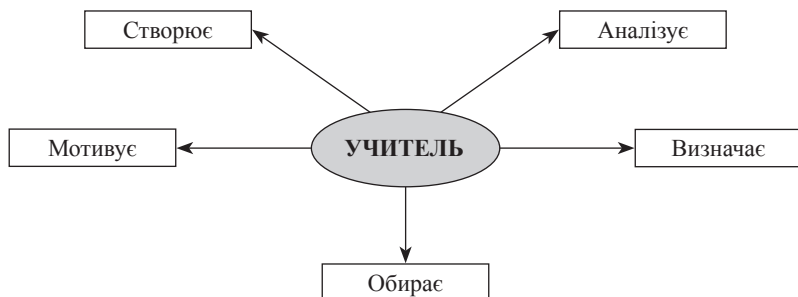 Створює
Аналізує
Мотивує
УЧИТЕЛЬ
Визначає
Обирає